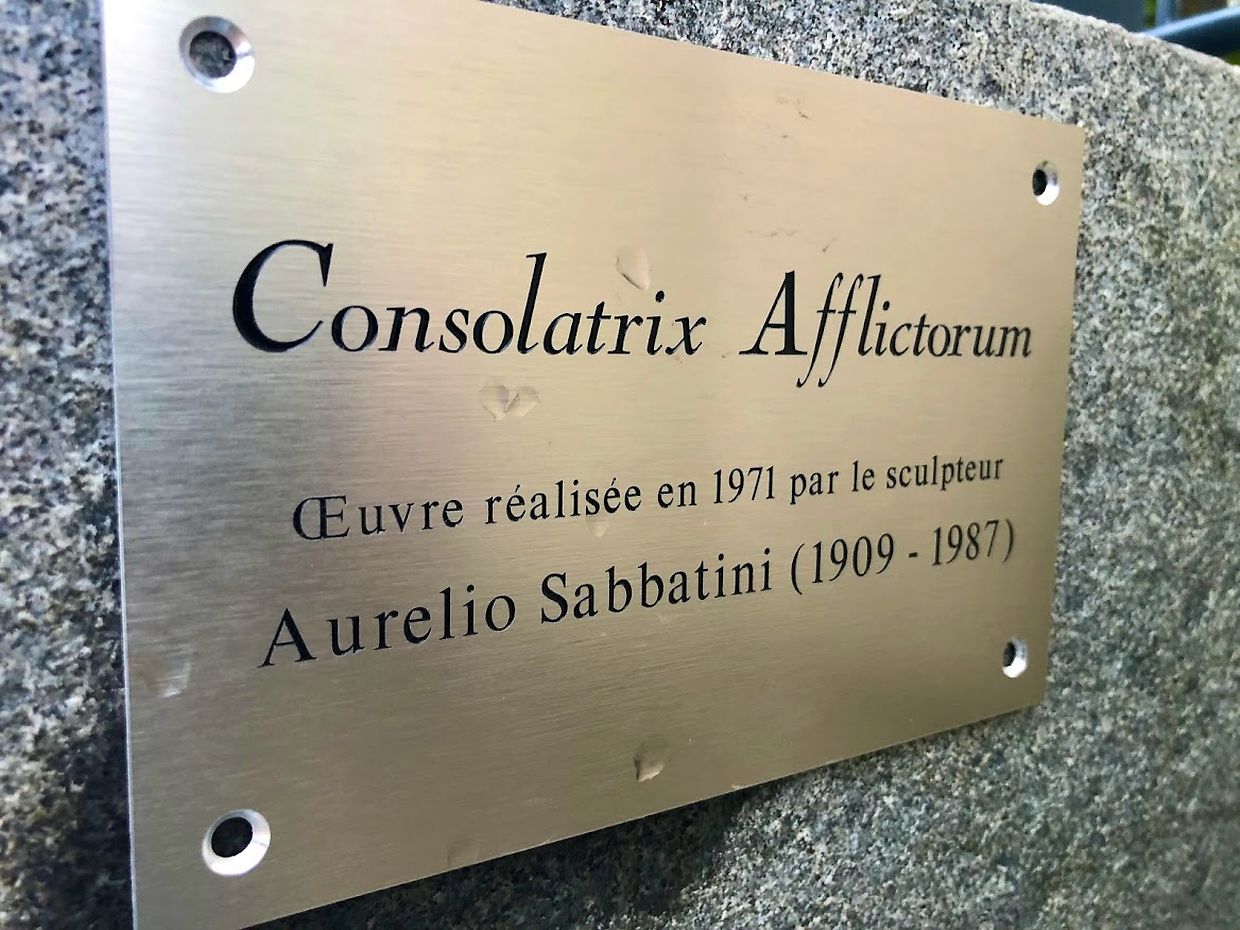 Consolatrix Afflictorum
Œuvre réalisée en 1971 par le sculpteur
Aurelio Sabbatini (1909 - 1987)